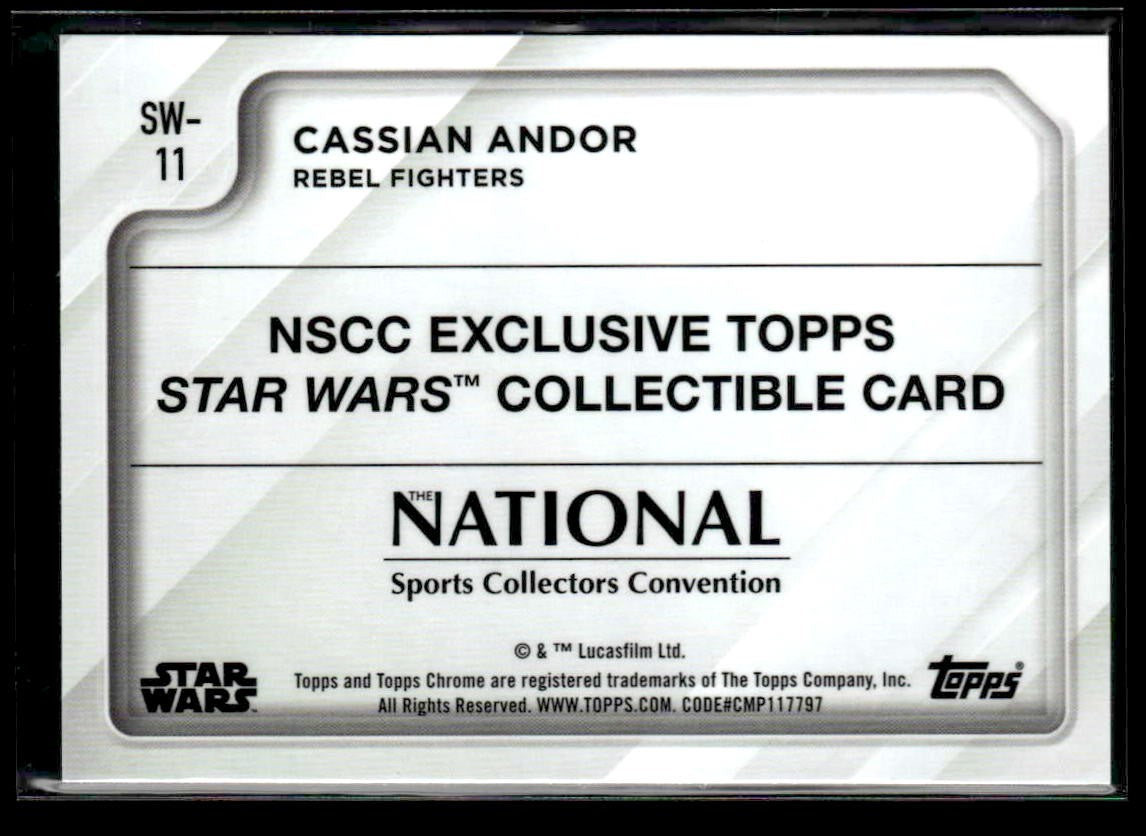 SW-
11
CASSIAN ANDOR
REBEL FIGHTERS
NSCC EXCLUSIVE TOPPS
STAR WARS™ COLLECTIBLE CARD
THE NATIONAL
Sports Collectors Convention
© & ™ Lucasfilm Ltd.
STAR
WARS
Topps and Topps Chrome are registered trademarks of The Topps Company, Inc.
All Rights Reserved. WWW.TOPPS.COM. CODE#CMP117797
topps®